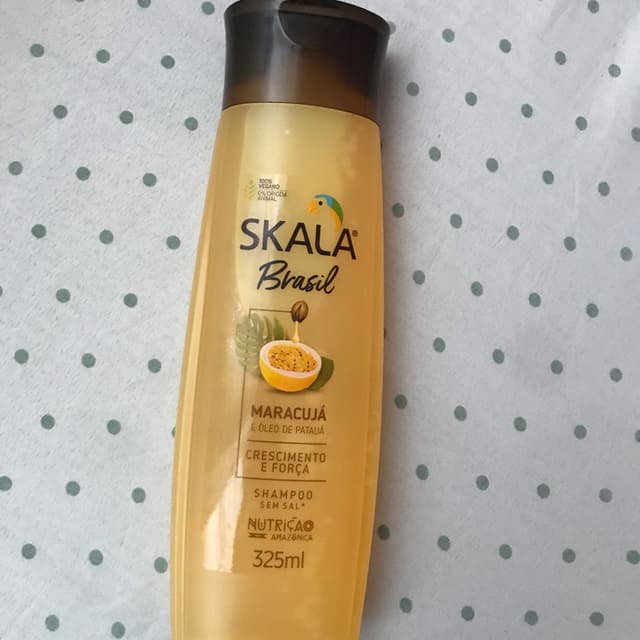 100%
VEGANO
0% ORIGEM
ANIMAL
SKALA®
Brasil
MARACUJÁ
E ÓLEO DE PATAUÁ
CRESCIMENTO
E FORÇA
SHAMPOO
SEM SAL*
NUTRIÇÃO
AMAZÔNICA
325ml